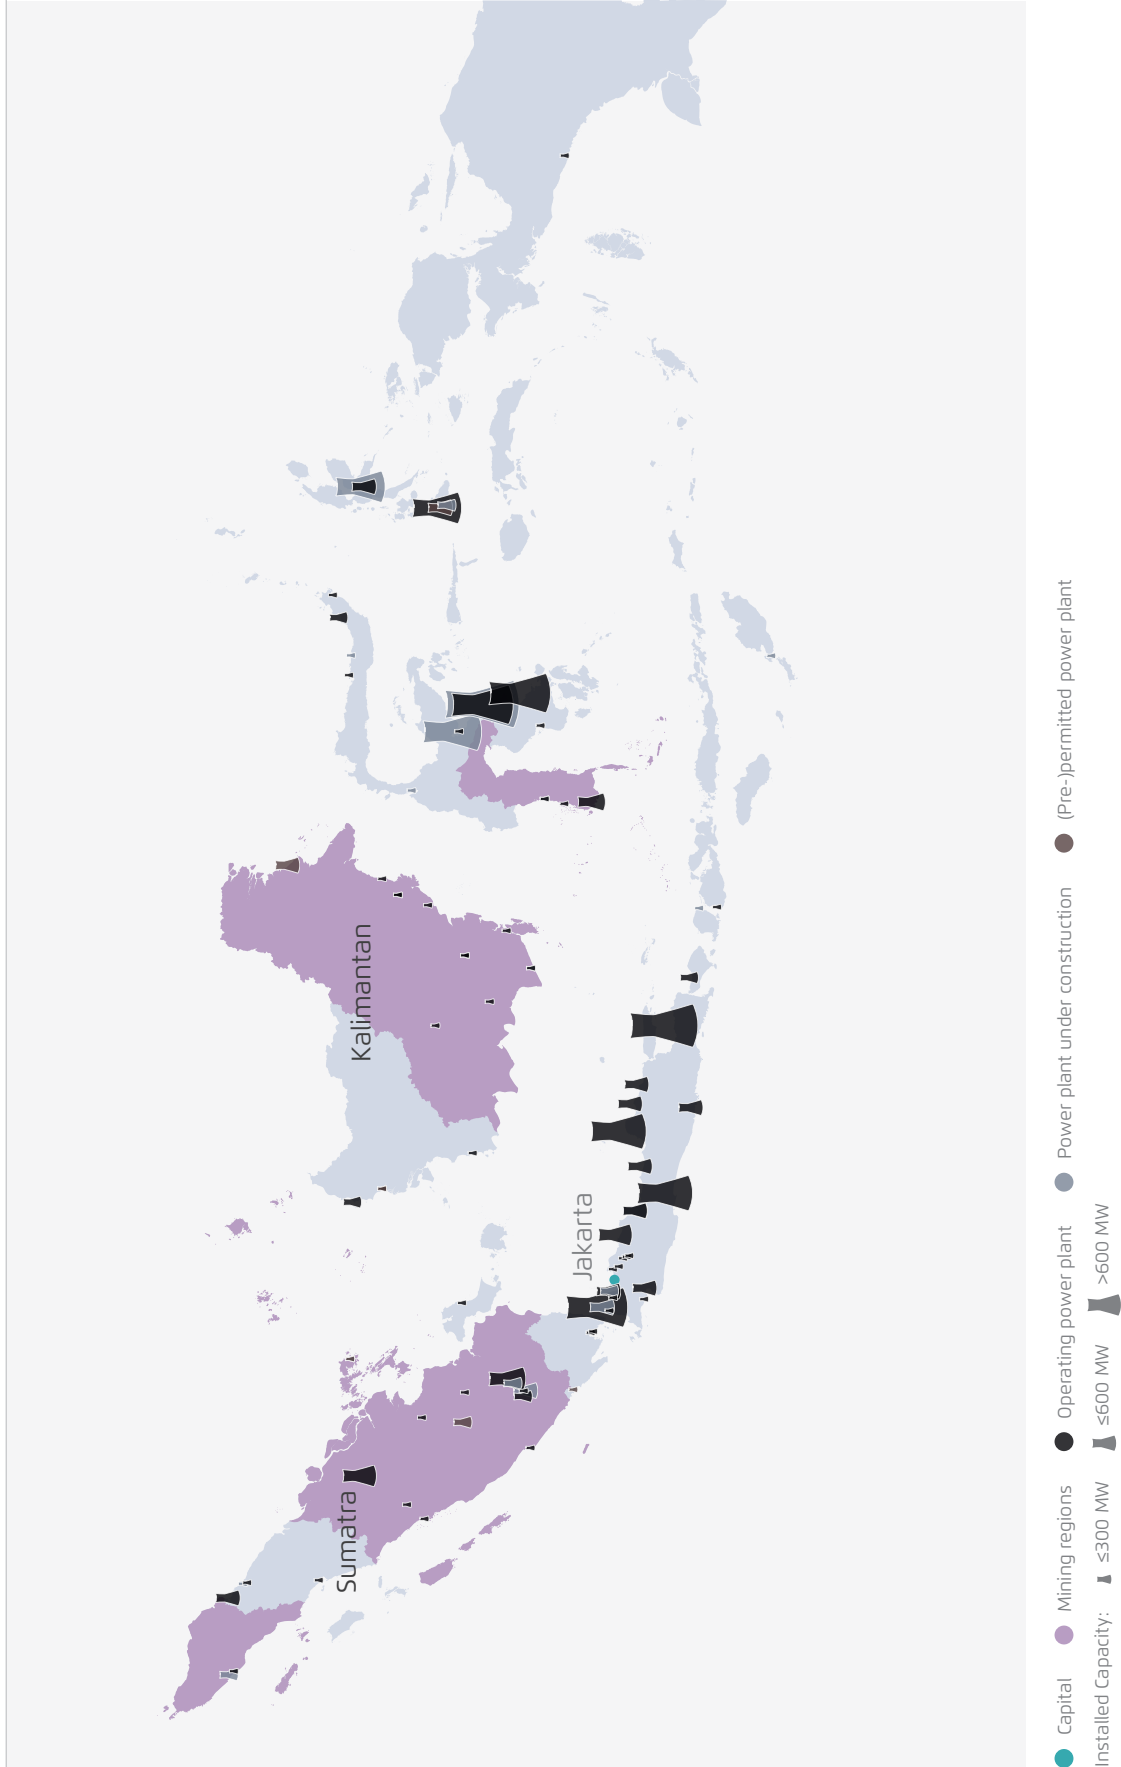 Kalimantan
Sumatra
Jakarta
Capital
Mining regions
Operating power plant
Power plant under construction
(Pre-)permitted power plant
Installed Capacity:
≤300 MW
≤600 MW
>600 MW